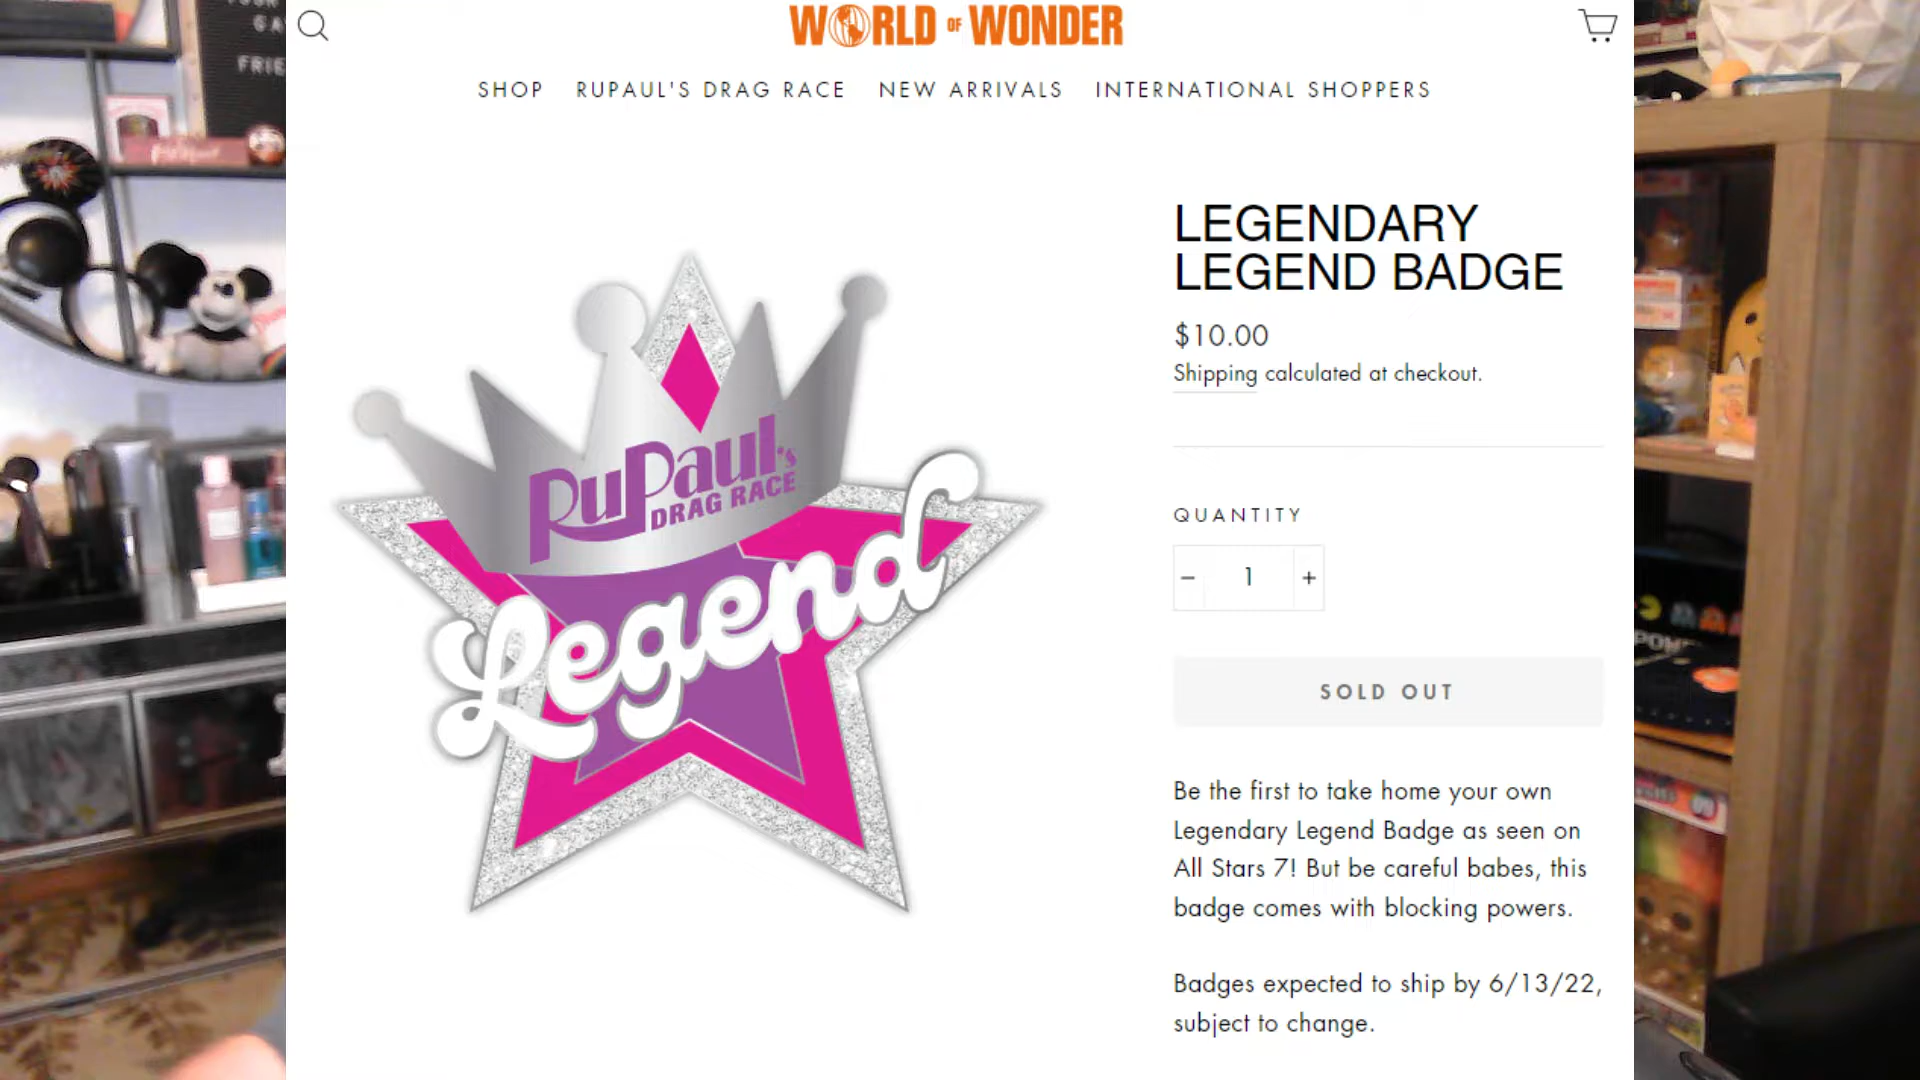 WORLD OF WONDER
SHOP RUPAUL'S DRAG RACE NEW ARRIVALS INTERNATIONAL SHOPPERS
LEGENDARY
LEGEND BADGE
$10.00
Shipping calculated at checkout.
RuPaul's
DRAG RACE
Legend
QUANTITY
− 1 +
SOLD OUT
Be the first to take home your own
Legendary Legend Badge as seen on
All Stars 7! But be careful babes, this
badge comes with blocking powers.
Badges expected to ship by 6/13/22,
subject to change.